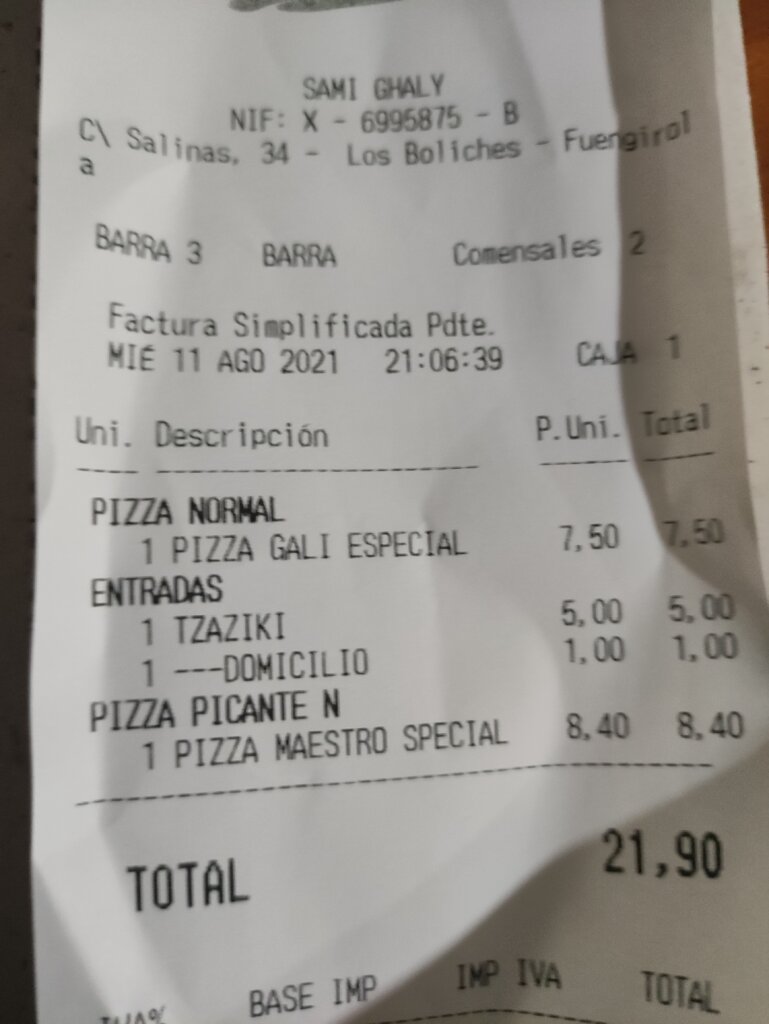 SAMI GHALY
NIF: X - 6995875 - B
C\ Salinas, 34 - Los Boliches - Fuengirol
a
BARRA 3 BARRA Comensales 2
Factura Simplificada Pdte.
MIÉ 11 AGO 2021 21:06:39 CAJA 1
Uni. Descripción P.Uni. Total
PIZZA NORMAL
1 PIZZA GALI ESPECIAL 7,50 7,50
ENTRADAS
1 TZAZIKI 5,00 5,00
1 ---DOMICILIO 1,00 1,00
PIZZA PICANTE N
1 PIZZA MAESTRO SPECIAL 8,40 8,40
TOTAL 21,90
IVA% BASE IMP IMP IVA TOTAL